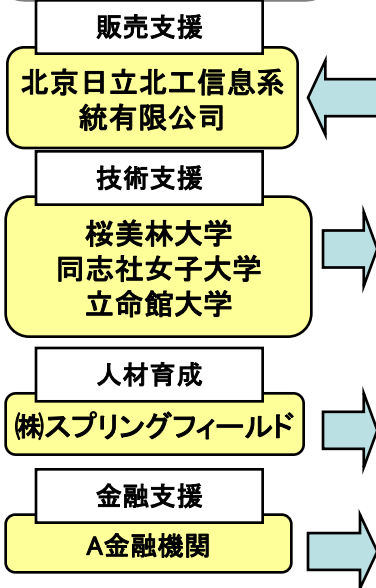 販売支援
北京日立北工信息系
統有限公司
技術支援
桜美林大学
同志社女子大学
立命館大学
人材育成
㈱スプリングフィールド
金融支援
A金融機関